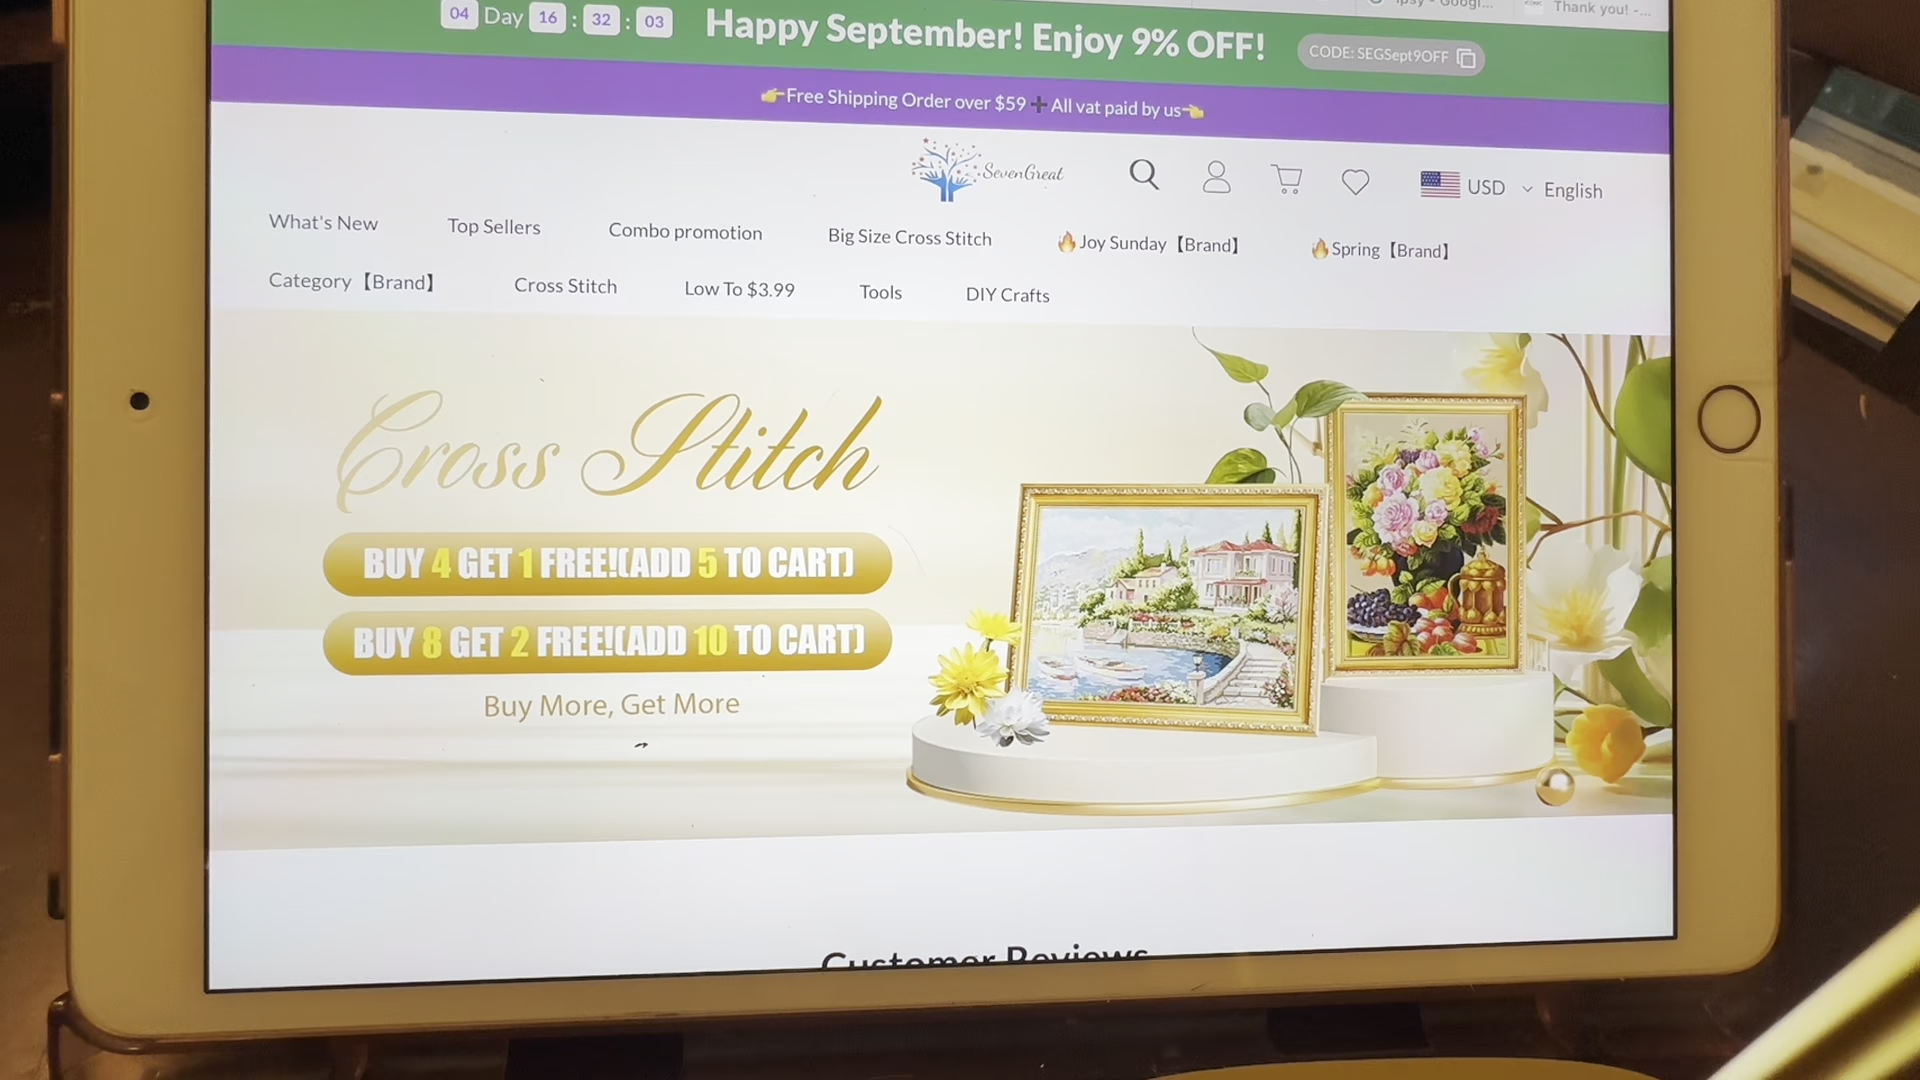 Thank you! -...
04 Day 16 : 32 : 03 Happy September! Enjoy 9% OFF! CODE: SEGSept9OFF
👉Free Shipping Order over $59 ➕ All vat paid by us👈
SevenGreat USD English
What's New Top Sellers Combo promotion Big Size Cross Stitch 🔥Joy Sunday【Brand】 🔥Spring【Brand】
Category【Brand】 Cross Stitch Low To $3.99 Tools DIY Crafts
Cross Stitch
BUY 4 GET 1 FREE!(ADD 5 TO CART)
BUY 8 GET 2 FREE!(ADD 10 TO CART)
Buy More, Get More
Customer Reviews